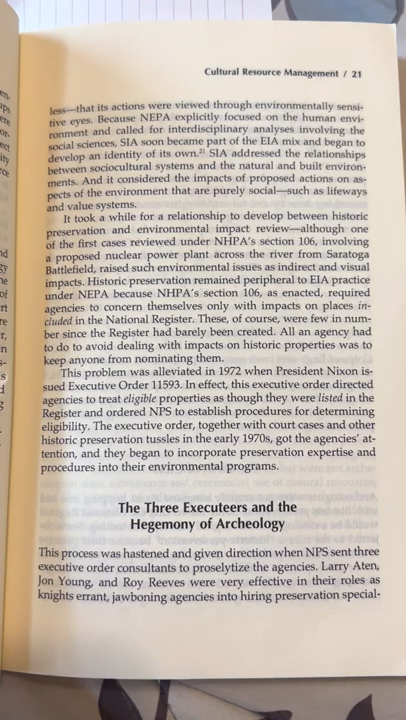 Cultural Resource Management / 21
less—that its actions were viewed through environmentally sensi-
tive eyes. Because NEPA explicitly focused on the human envi-
ronment and called for interdisciplinary analyses involving the
social sciences, SIA soon became part of the EIA mix and began to
develop an identity of its own.²¹ SIA addressed the relationships
between sociocultural systems and the natural and built environ-
ments. And it considered the impacts of proposed actions on as-
pects of the environment that are purely social—such as lifeways
and value systems.
It took a while for a relationship to develop between historic
preservation and environmental impact review—although one
of the first cases reviewed under NHPA's section 106, involving
a proposed nuclear power plant across the river from Saratoga
Battlefield, raised such environmental issues as indirect and visual
impacts. Historic preservation remained peripheral to EIA practice
under NEPA because NHPA's section 106, as enacted, required
agencies to concern themselves only with impacts on places in-
cluded in the National Register. These, of course, were few in num-
ber since the Register had barely been created. All an agency had
to do to avoid dealing with impacts on historic properties was to
keep anyone from nominating them.
This problem was alleviated in 1972 when President Nixon is-
sued Executive Order 11593. In effect, this executive order directed
agencies to treat eligible properties as though they were listed in the
Register and ordered NPS to establish procedures for determining
eligibility. The executive order, together with court cases and other
historic preservation tussles in the early 1970s, got the agencies' at-
tention, and they began to incorporate preservation expertise and
procedures into their environmental programs.
The Three Executeers and the
Hegemony of Archeology
This process was hastened and given direction when NPS sent three
executive order consultants to proselytize the agencies. Larry Aten,
Jon Young, and Roy Reeves were very effective in their roles as
knights errant, jawboning agencies into hiring preservation special-